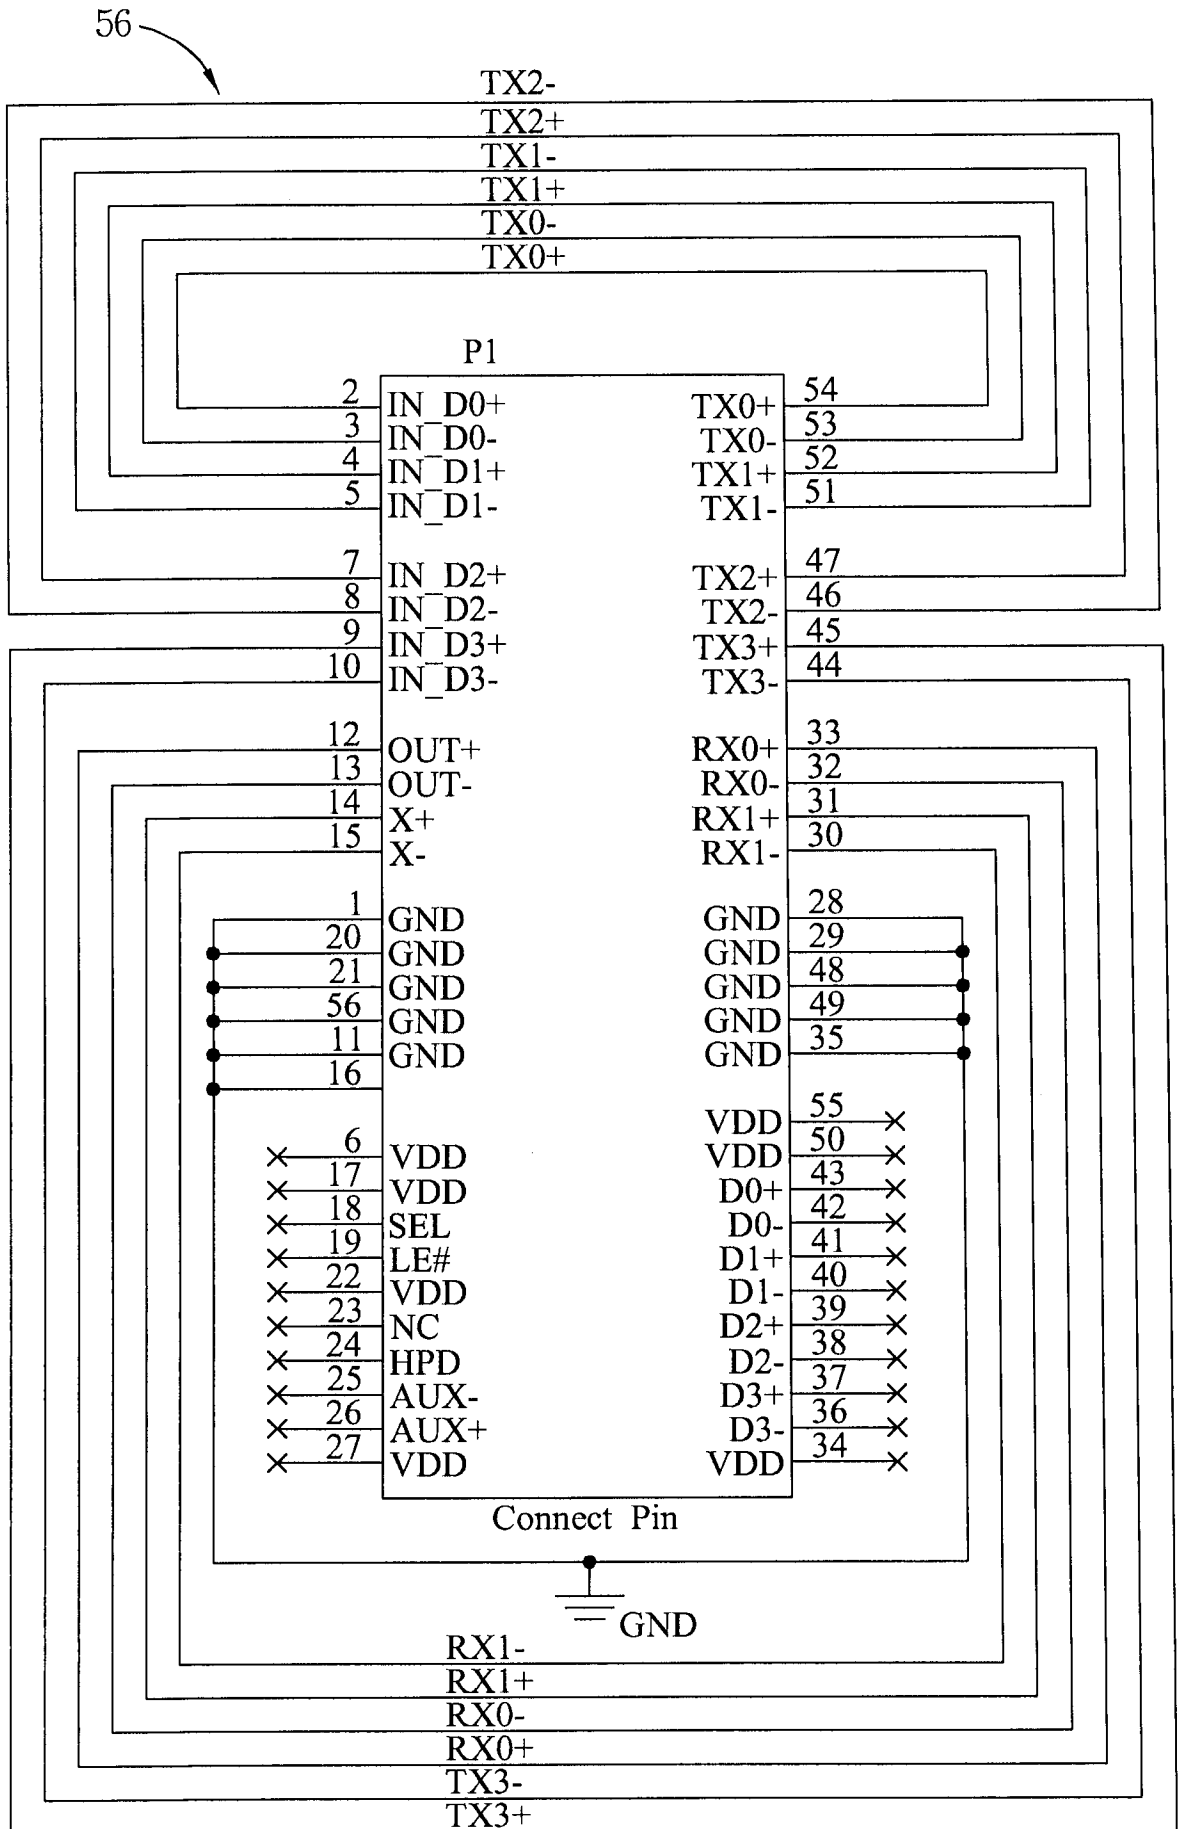 56
TX2-
TX2+
TX1-
TX1+
TX0-
TX0+
P1
2 IN_D0+ TX0+ 54
3 IN_D0- TX0- 53
4 IN_D1+ TX1+ 52
5 IN_D1- TX1- 51
7 IN_D2+ TX2+ 47
8 IN_D2- TX2- 46
9 IN_D3+ TX3+ 45
10 IN_D3- TX3- 44
12 OUT+ RX0+ 33
13 OUT- RX0- 32
14 X+ RX1+ 31
15 X- RX1- 30
1 GND GND 28
20 GND GND 29
21 GND GND 48
56 GND GND 49
11 GND GND 35
16
VDD 55
6 VDD VDD 50
17 VDD D0+ 43
18 SEL D0- 42
19 LE# D1+ 41
22 VDD D1- 40
23 NC D2+ 39
24 HPD D2- 38
25 AUX- D3+ 37
26 AUX+ D3- 36
27 VDD VDD 34
Connect Pin
GND
RX1-
RX1+
RX0-
RX0+
TX3-
TX3+